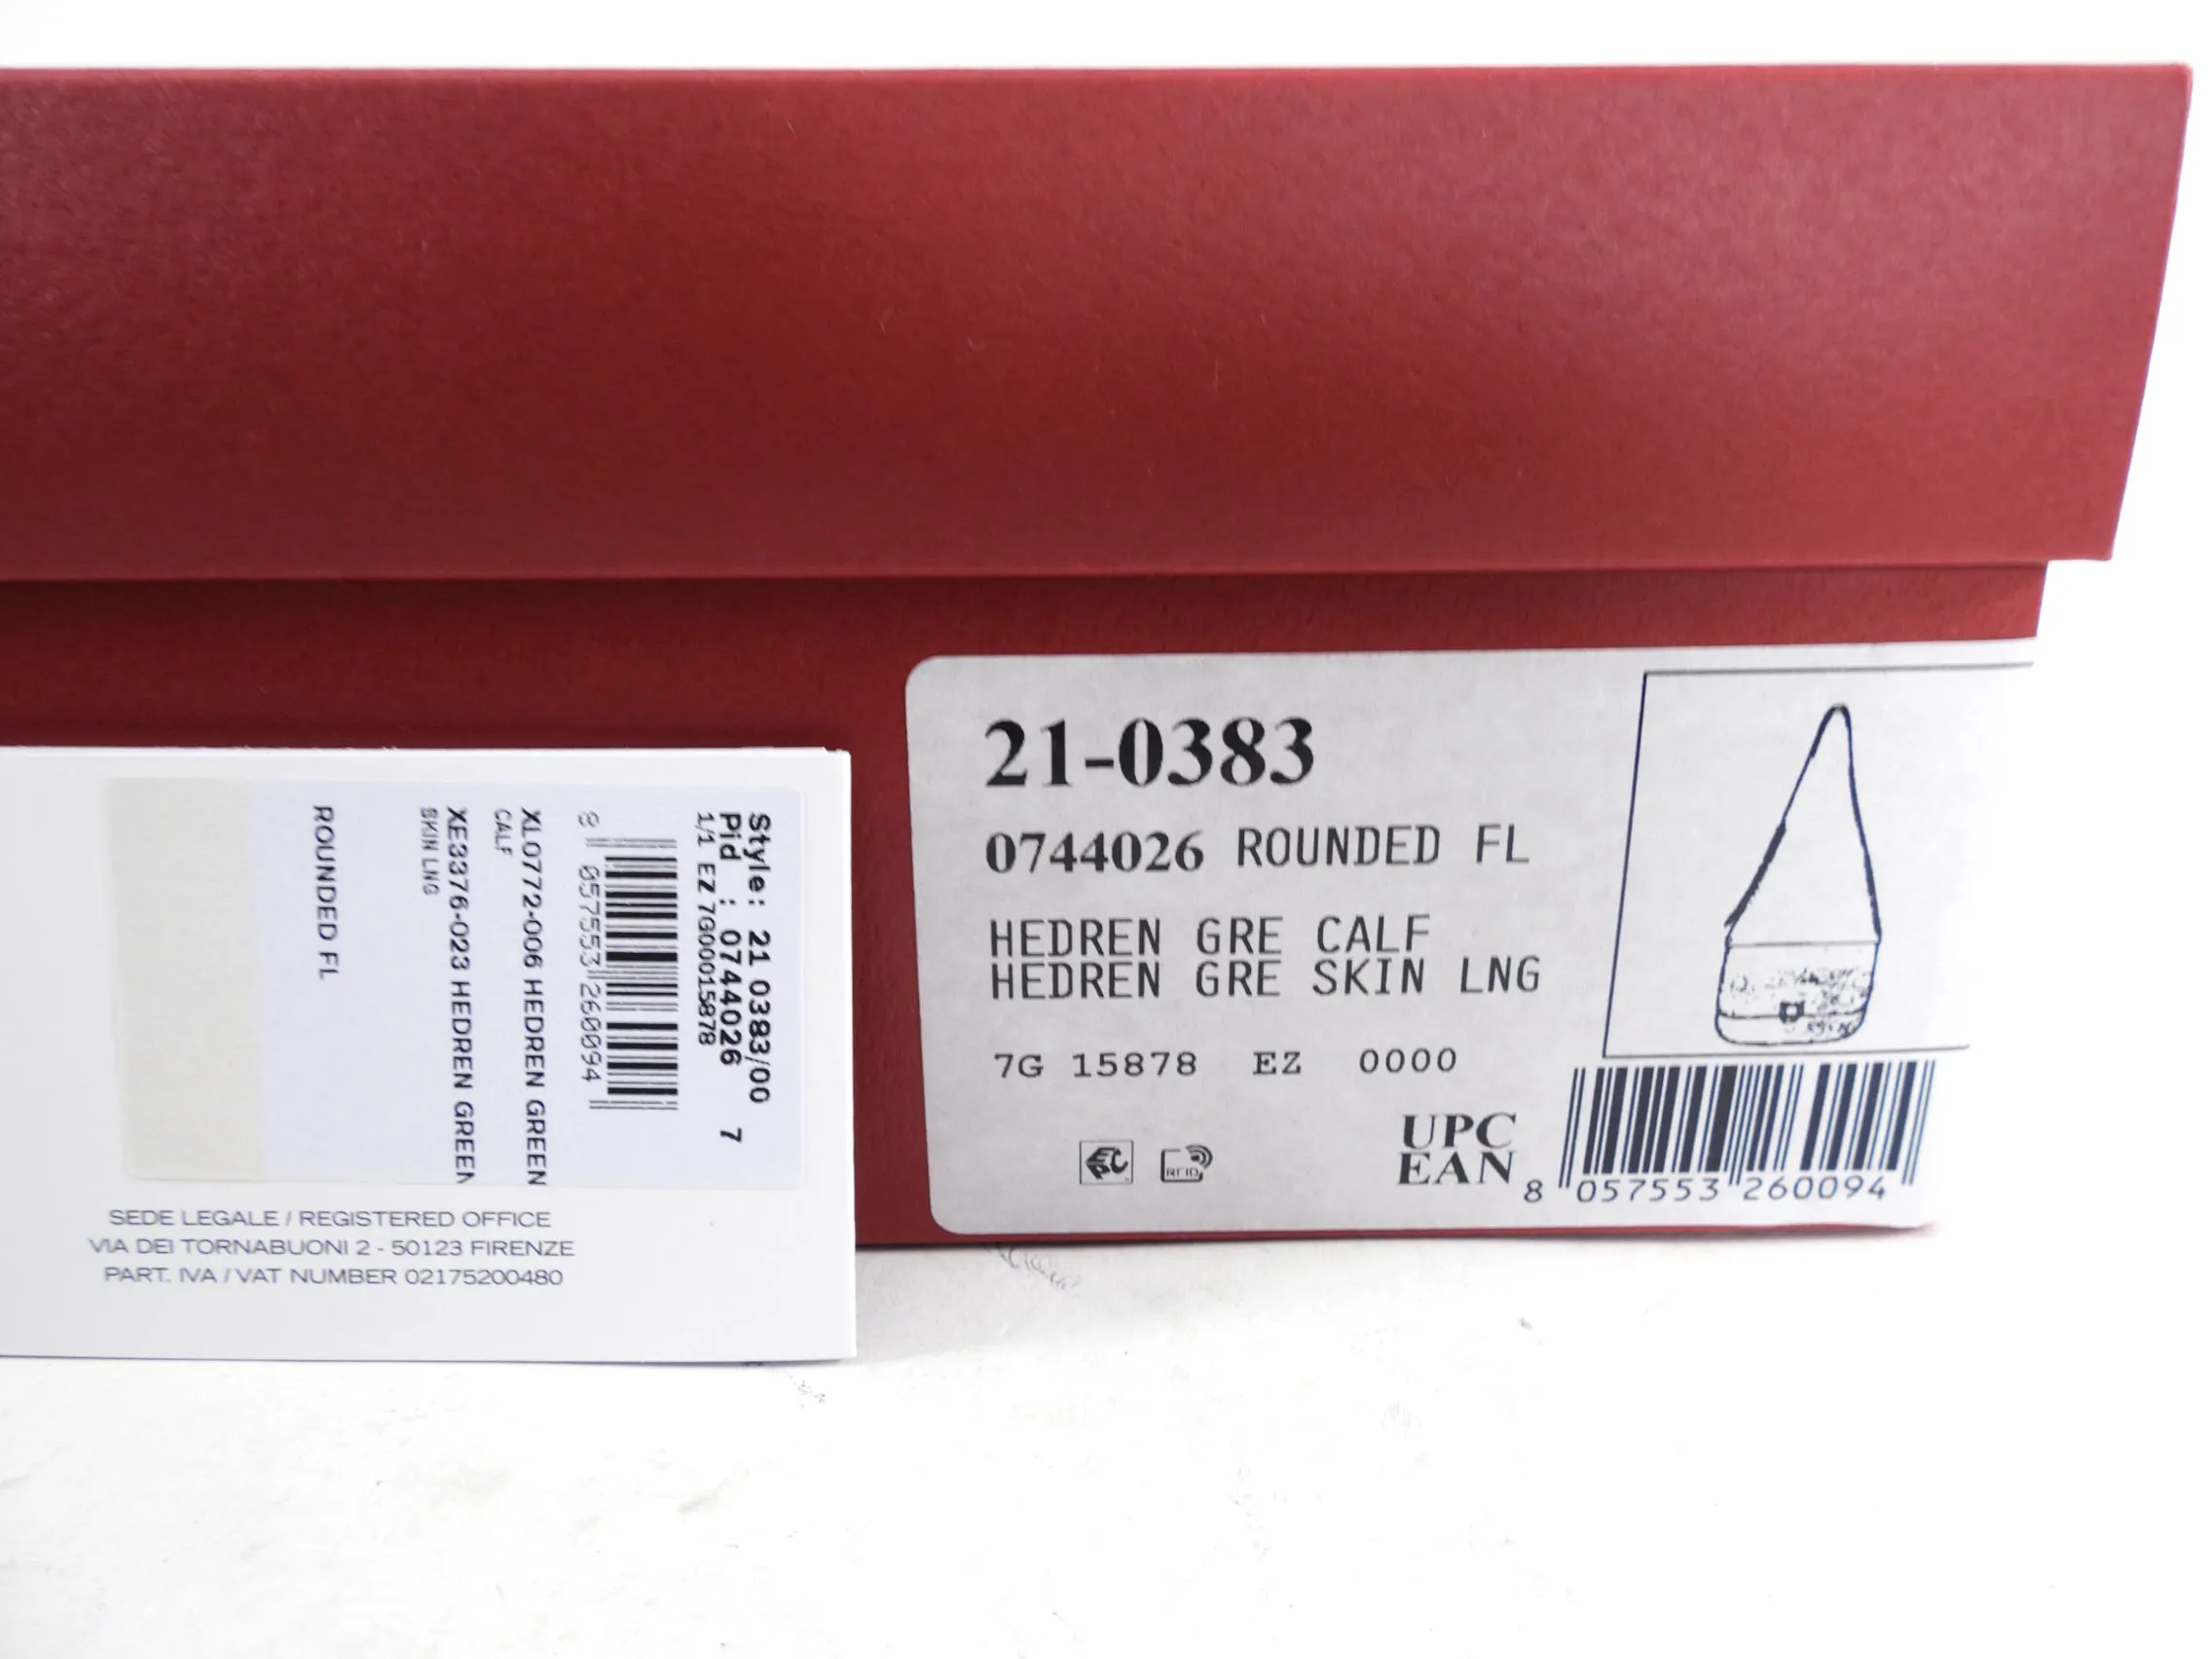 21-0383
0744026 ROUNDED FL
HEDREN GRE CALF
HEDREN GRE SKIN LNG
7G 15878 EZ 0000
EPC
RFID
UPC
EAN
8 057553 260094
Style: 21 0383/00
Pid : 0744026 7
1/1 EZ 7G00015878
8 057553 260094
XL0772-006 HEDREN GREEN
CALF
XE3376-023 HEDREN GREEN
SKIN LNG
ROUNDED FL
SEDE LEGALE / REGISTERED OFFICE
VIA DEI TORNABUONI 2 - 50123 FIRENZE
PART. IVA / VAT NUMBER 02175200480